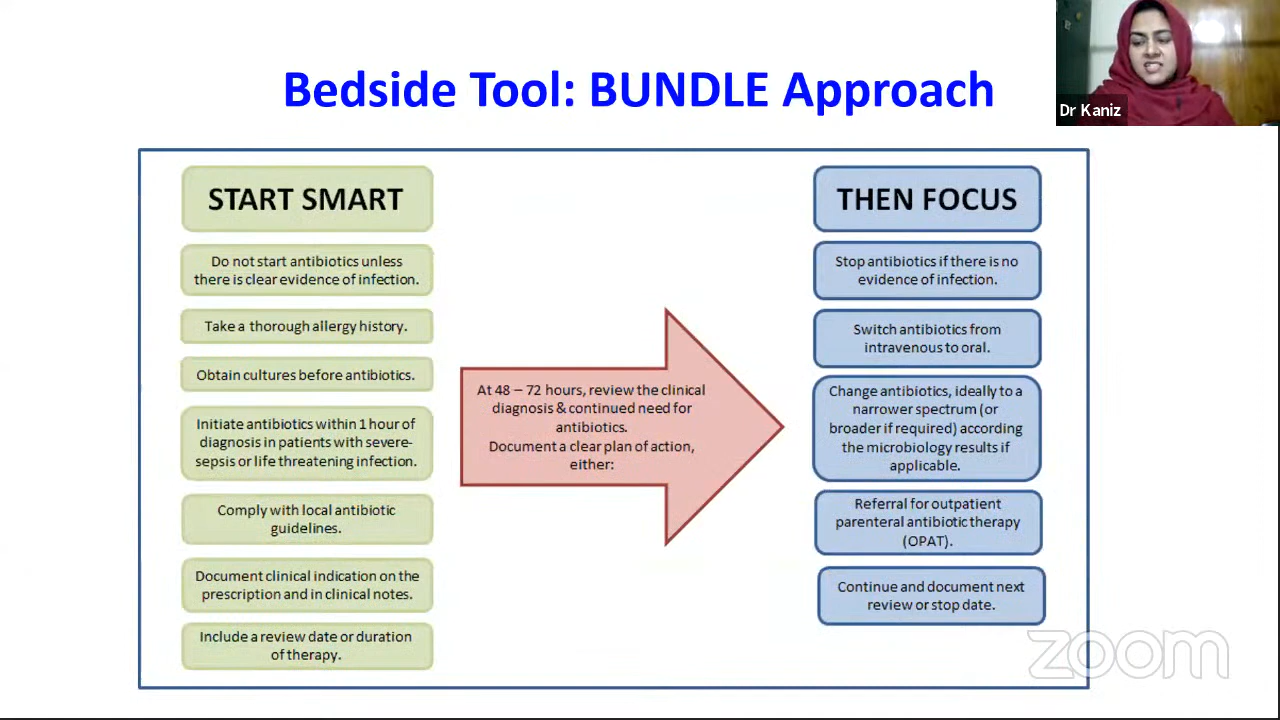 Bedside Tool: BUNDLE Approach
Dr Kaniz
START SMART
Do not start antibiotics unless
there is clear evidence of infection.
Take a thorough allergy history.
Obtain cultures before antibiotics.
Initiate antibiotics within 1 hour of
diagnosis in patients with severe-
sepsis or life threatening infection.
Comply with local antibiotic
guidelines.
Document clinical indication on the
prescription and in clinical notes.
Include a review date or duration
of therapy.
At 48 – 72 hours, review the clinical
diagnosis & continued need for
antibiotics.
Document a clear plan of action,
either:
THEN FOCUS
Stop antibiotics if there is no
evidence of infection.
Switch antibiotics from
intravenous to oral.
Change antibiotics, ideally to a
narrower spectrum (or
broader if required) according
the microbiology results if
applicable.
Referral for outpatient
parenteral antibiotic therapy
(OPAT).
Continue and document next
review or stop date.
zoom